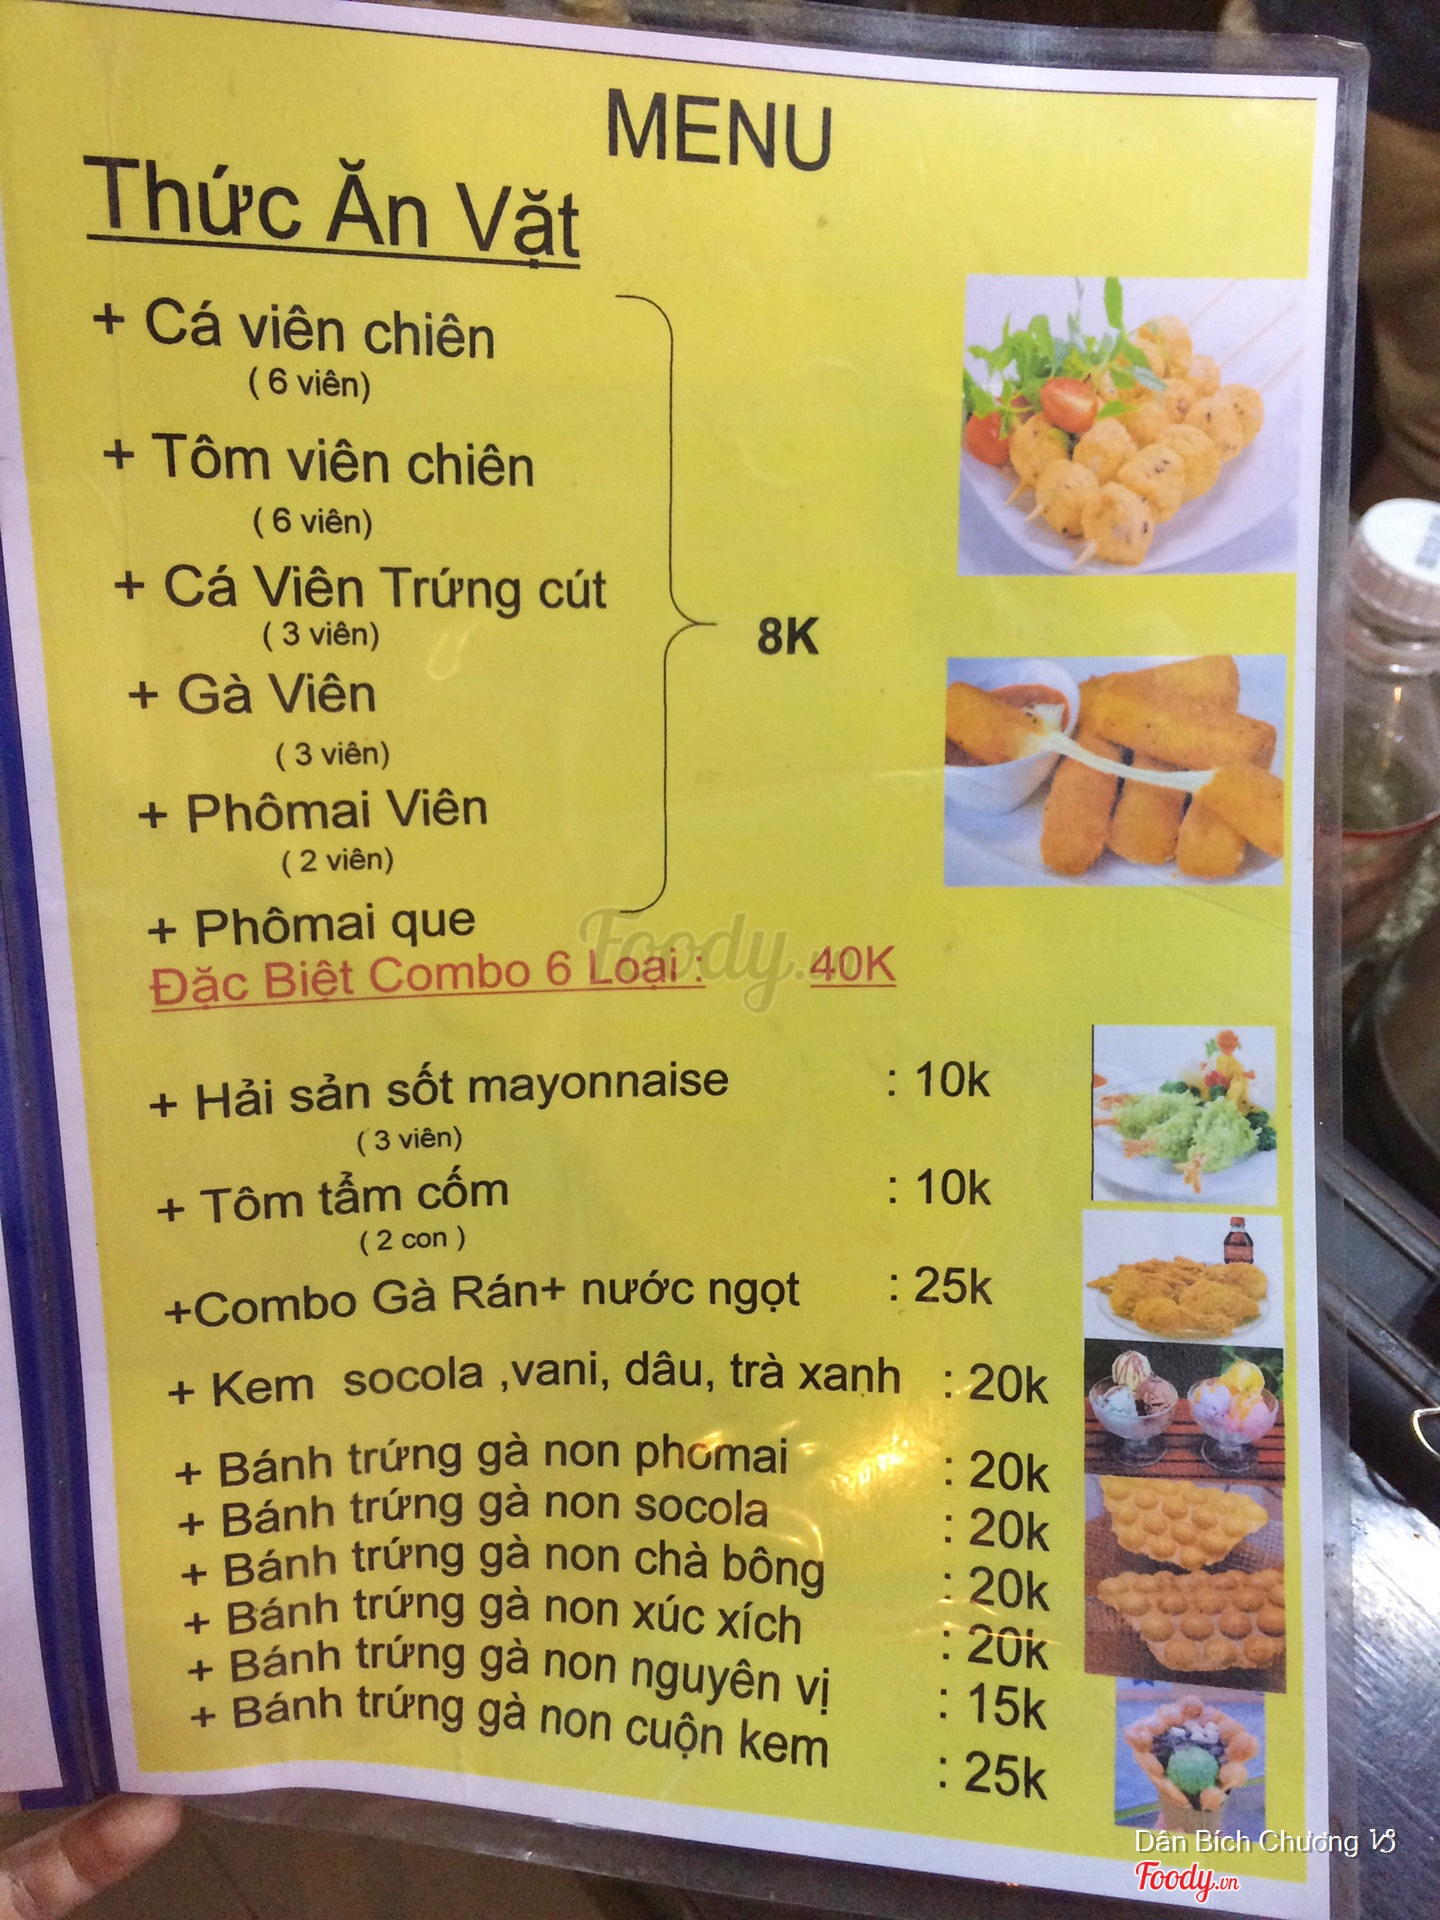 MENU
Thức Ăn Vặt
+ Cá viên chiên
( 6 viên)
+ Tôm viên chiên
( 6 viên)
+ Cá Viên Trứng cút
( 3 viên)
8K
+ Gà Viên
( 3 viên)
+ Phômai Viên
( 2 viên)
+ Phômai que
Đặc Biệt Combo 6 Loại : 40K
Foody.vn
+ Hải sản sốt mayonnaise : 10k
( 3 viên)
+ Tôm tẩm cốm : 10k
( 2 con )
+Combo Gà Rán+ nước ngọt : 25k
+ Kem socola ,vani, dâu, trà xanh : 20k
+ Bánh trứng gà non phomai : 20k
+ Bánh trứng gà non socola : 20k
+ Bánh trứng gà non chà bông : 20k
+ Bánh trứng gà non xúc xích : 20k
+ Bánh trứng gà non nguyên vị : 15k
+ Bánh trứng gà non cuộn kem : 25k
Dân Bích Chương ♑
Foody.vn